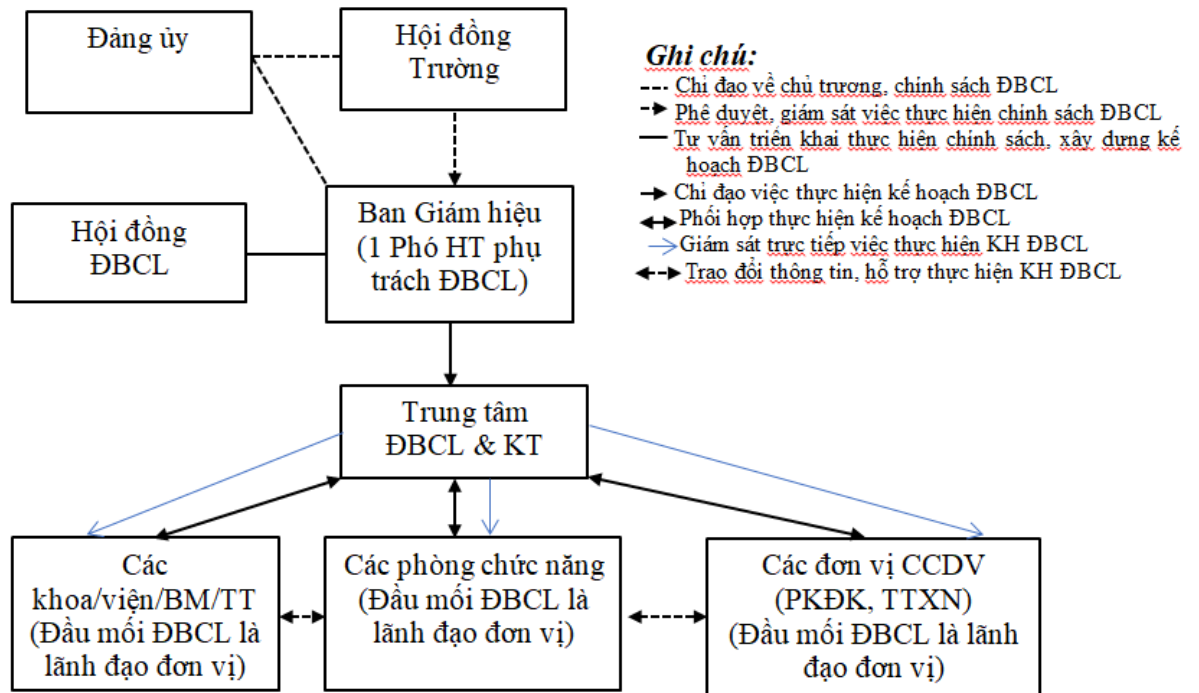 Đảng ủy
Hội đồng
Trường
Ghi chú:
Chỉ đạo về chủ trương, chính sách ĐBCL
Phê duyệt, giám sát việc thực hiện chính sách ĐBCL
Tư vấn triển khai thực hiện chính sách, xây dựng kế
hoạch ĐBCL
Chỉ đạo việc thực hiện kế hoạch ĐBCL
Phối hợp thực hiện kế hoạch ĐBCL
Giám sát trực tiếp việc thực hiện KH ĐBCL
Trao đổi thông tin, hỗ trợ thực hiện KH ĐBCL
Hội đồng
ĐBCL
Ban Giám hiệu
(1 Phó HT phụ
trách ĐBCL)
Trung tâm
ĐBCL & KT
Các
khoa/viện/BM/TT
(Đầu mối ĐBCL là
lãnh đạo đơn vị)
Các phòng chức năng
(Đầu mối ĐBCL là
lãnh đạo đơn vị)
Các đơn vị CCDV
(PKĐK, TTXN)
(Đầu mối ĐBCL là lãnh
đạo đơn vị)